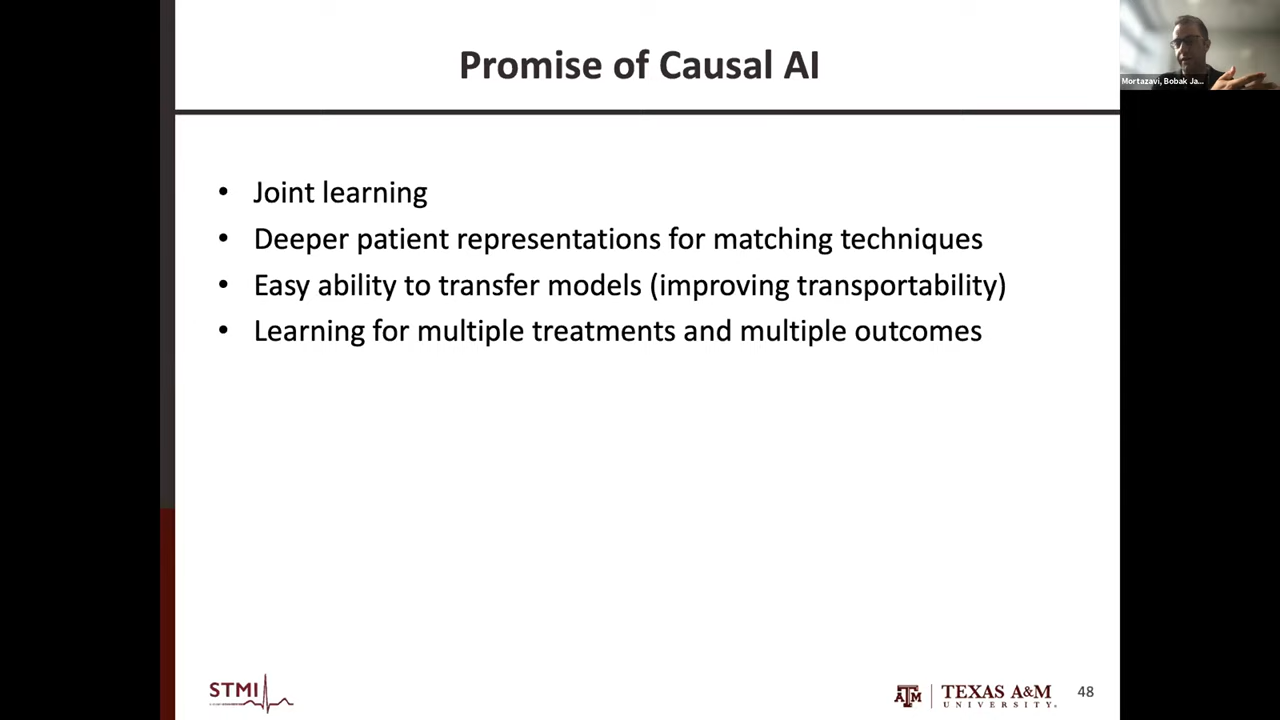 Promise of Causal AI
Mortazavi, Bobak Ja...
• Joint learning
• Deeper patient representations for matching techniques
• Easy ability to transfer models (improving transportability)
• Learning for multiple treatments and multiple outcomes
STMI
ATM
TEXAS A&M
UNIVERSITY.
48